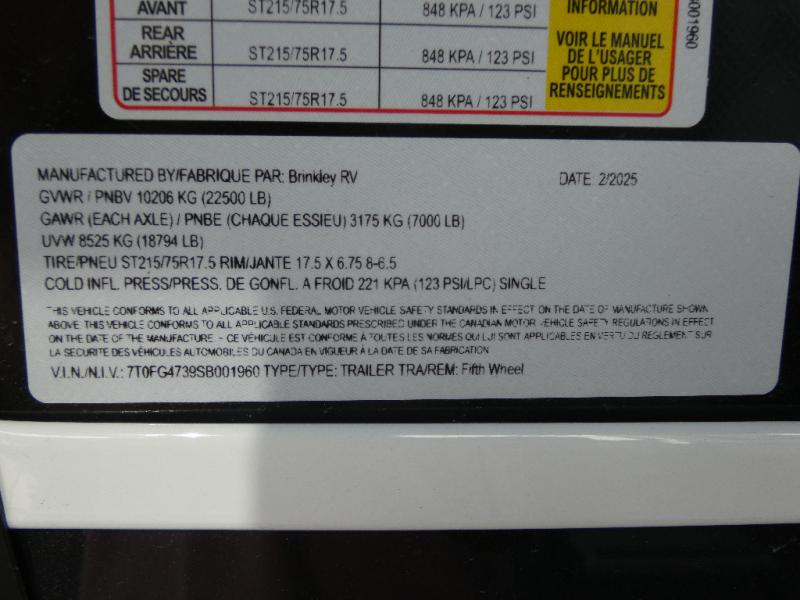 AVANT ST215/75R17.5 848 KPA / 123 PSI
INFORMATION
REAR
ARRIÈRE ST215/75R17.5 848 KPA / 123 PSI
SPARE
DE SECOURS ST215/75R17.5 848 KPA / 123 PSI
VOIR LE MANUEL
DE L'USAGER
POUR PLUS DE
RENSEIGNEMENTS
001960
MANUFACTURED BY/FABRIQUE PAR: Brinkley RV DATE: 2/2025
GVWR / PNBV 10206 KG (22500 LB)
GAWR (EACH AXLE) / PNBE (CHAQUE ESSIEU) 3175 KG (7000 LB)
UVW 8525 KG (18794 LB)
TIRE/PNEU ST215/75R17.5 RIM/JANTE 17.5 X 6.75 8-6.5
COLD INFL. PRESS/PRESS. DE GONFL. A FROID 221 KPA (123 PSI/LPC) SINGLE
THIS VEHICLE CONFORMS TO ALL APPLICABLE U.S. FEDERAL MOTOR VEHICLE SAFETY STANDARDS IN EFFECT ON THE DATE OF MANUFACTURE SHOWN
ABOVE. THIS VEHICLE CONFORMS TO ALL APPLICABLE STANDARDS PRESCRIBED UNDER THE CANADIAN MOTOR VEHICLE SAFETY REGULATIONS IN EFFECT
ON THE DATE OF THE MANUFACTURE. - CE VÉHICULE EST CONFORME A TOUTES LES NORMES QUI LUI SONT APPLICABLES EN VERTU DU REGLEMENT SUR
LA SECURITE DES VÉHICULES AUTOMOBILES DU CANADA EN VIGUEUR À LA DATE DE SA FABRICATION
V.I.N./N.I.V.: 7T0FG4739SB001960 TYPE/TYPE: TRAILER TRA/REM: Fifth Wheel